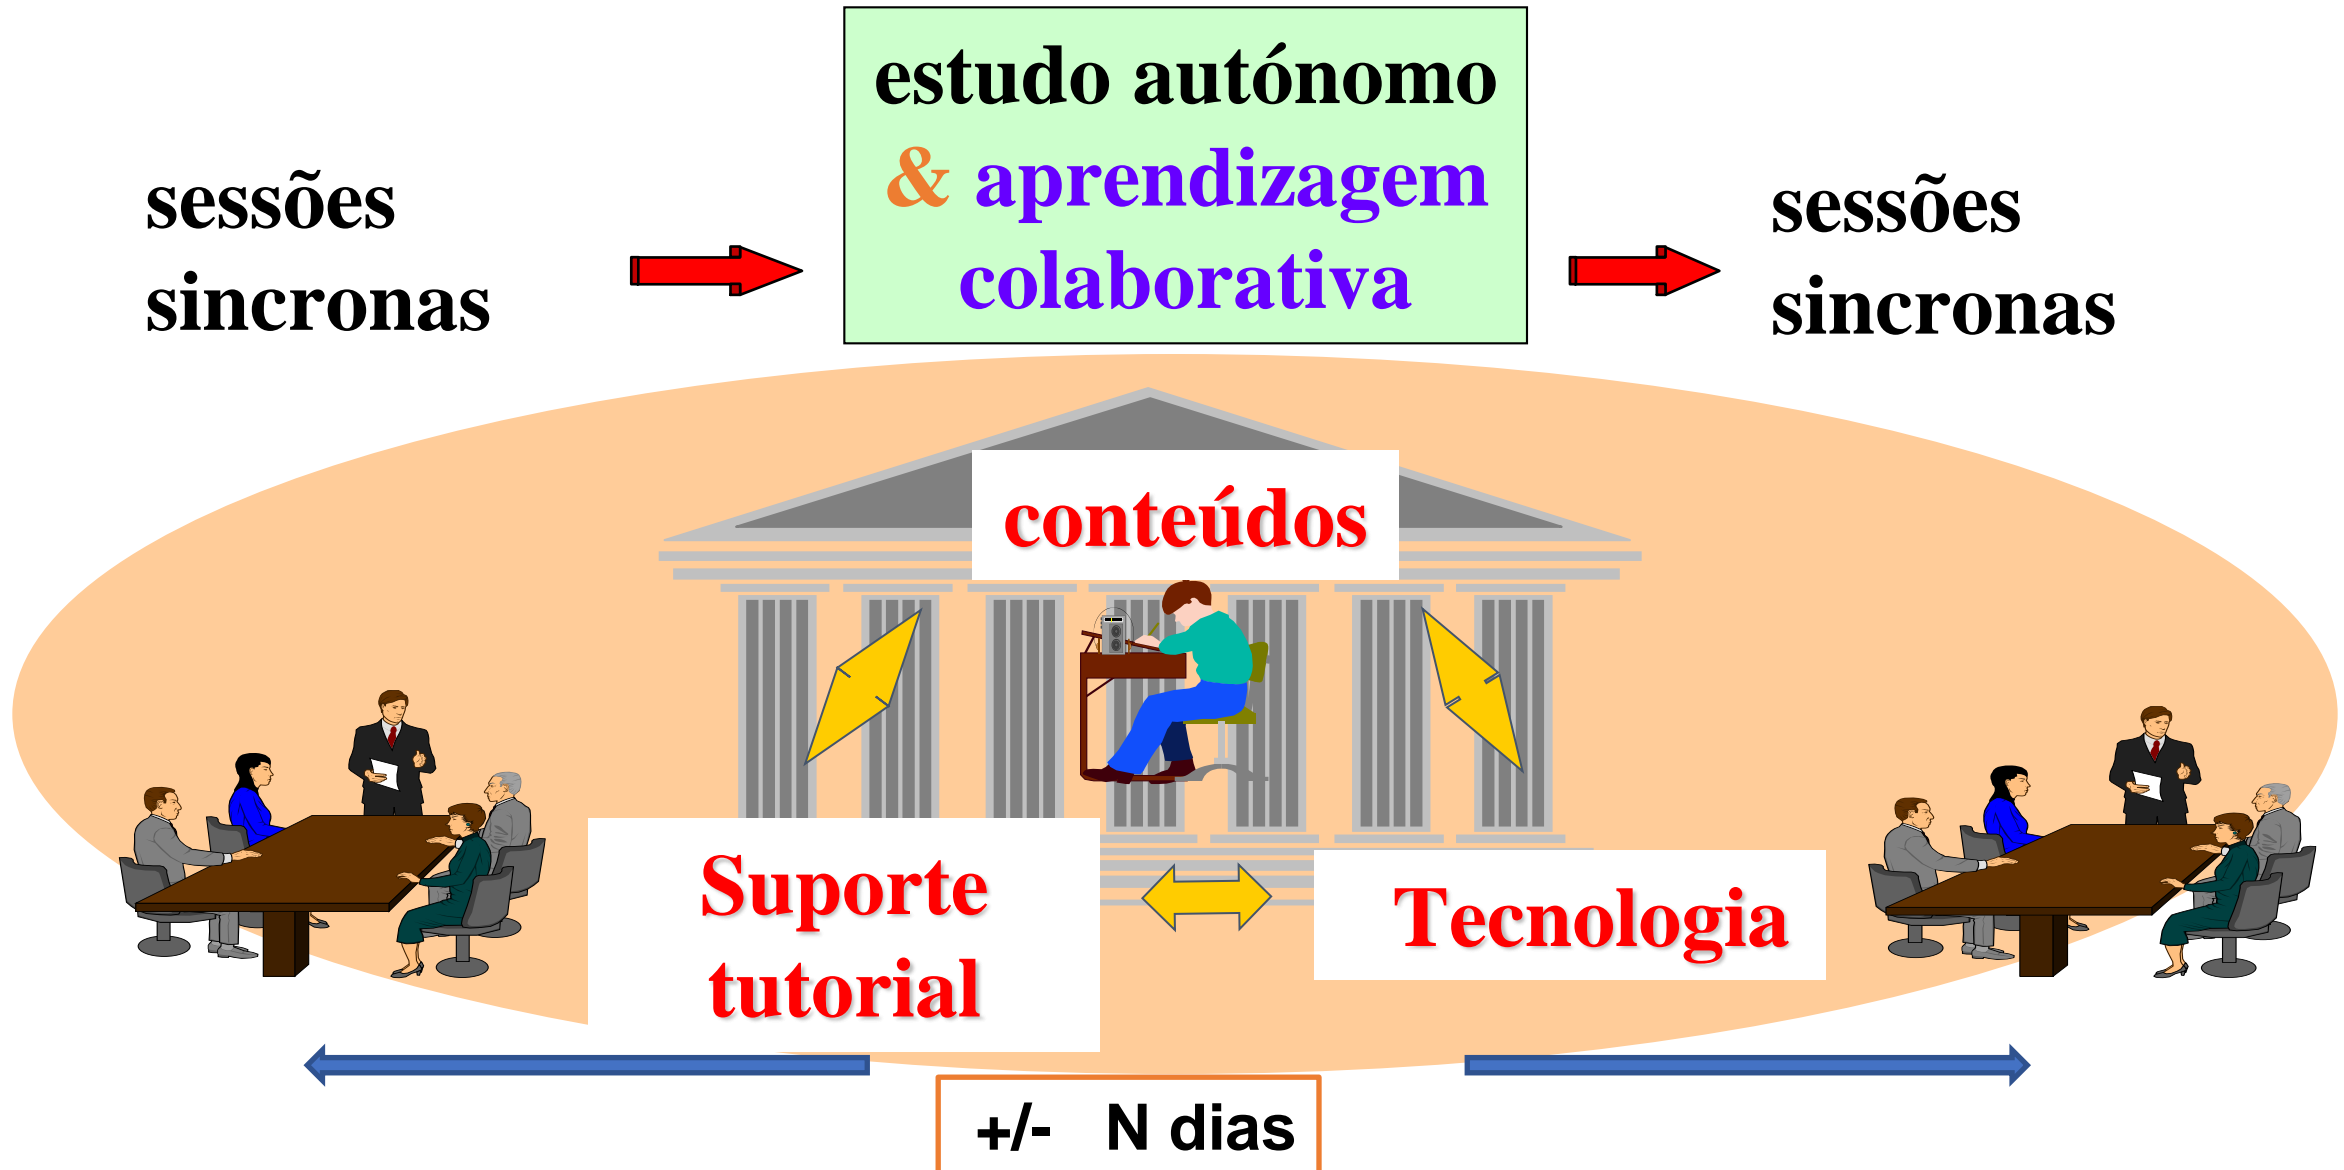 sessões
sincronas
estudo autónomo
& aprendizagem
colaborativa
sessões
sincronas
conteúdos
Suporte
tutorial
Tecnologia
+/- N dias